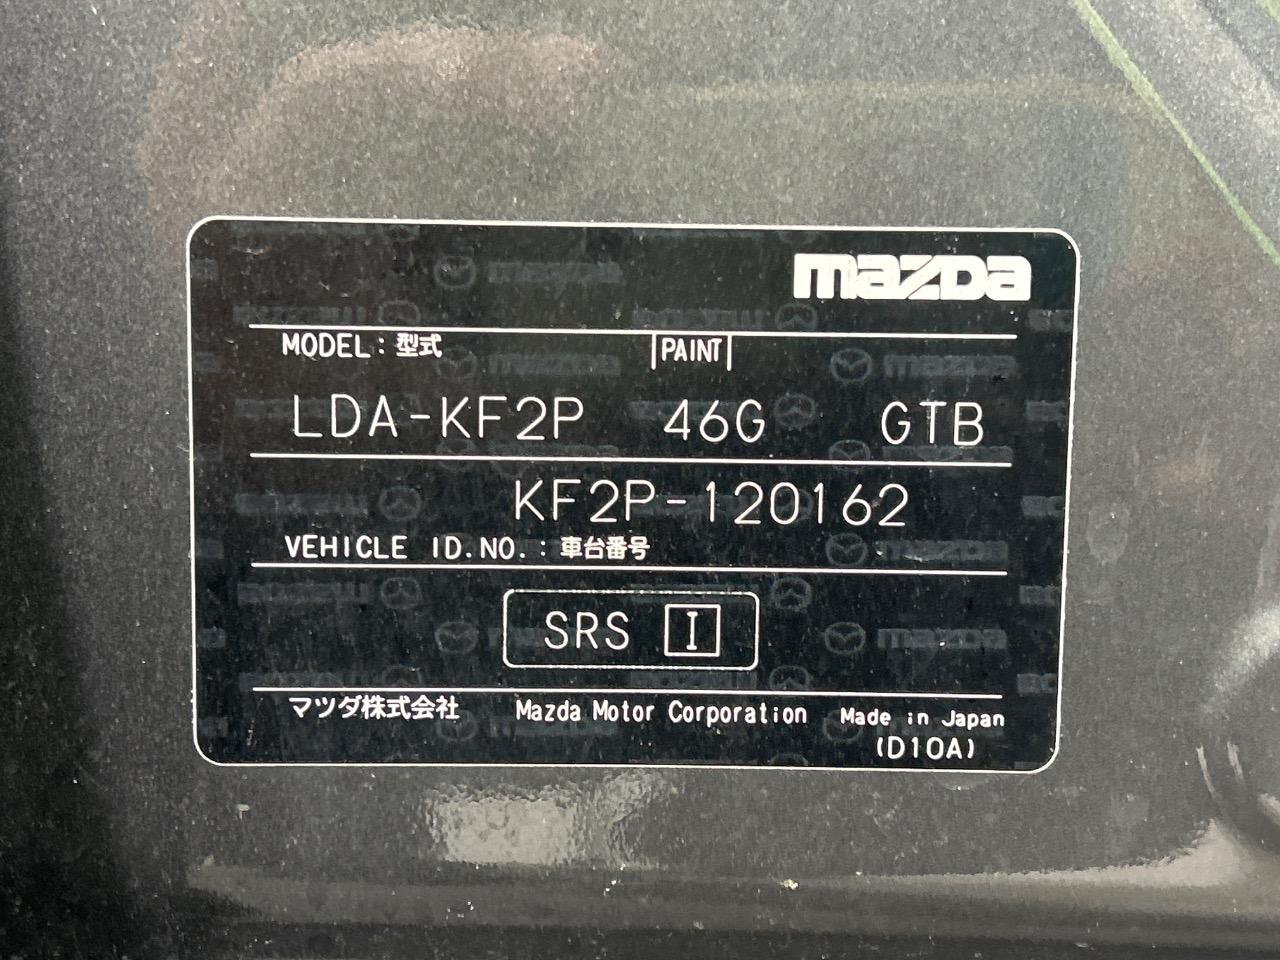 mazda
MODEL：型式 PAINT
LDA-KF2P 46G GTB
KF2P-120162
VEHICLE ID.NO.：車台番号
SRS I
マツダ株式会社 Mazda Motor Corporation Made in Japan
(D10A)